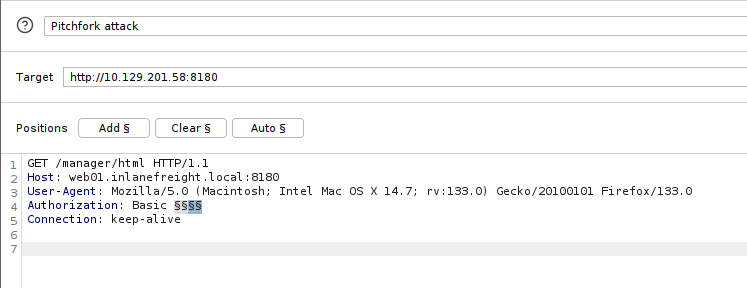 ? Pitchfork attack
Target http://10.129.201.58:8180
Positions Add § Clear § Auto §
1 GET /manager/html HTTP/1.1
2 Host: web01.inlanefreight.local:8180
3 User-Agent: Mozilla/5.0 (Macintosh; Intel Mac OS X 14.7; rv:133.0) Gecko/20100101 Firefox/133.0
4 Authorization: Basic §§§§
5 Connection: keep-alive
6
7